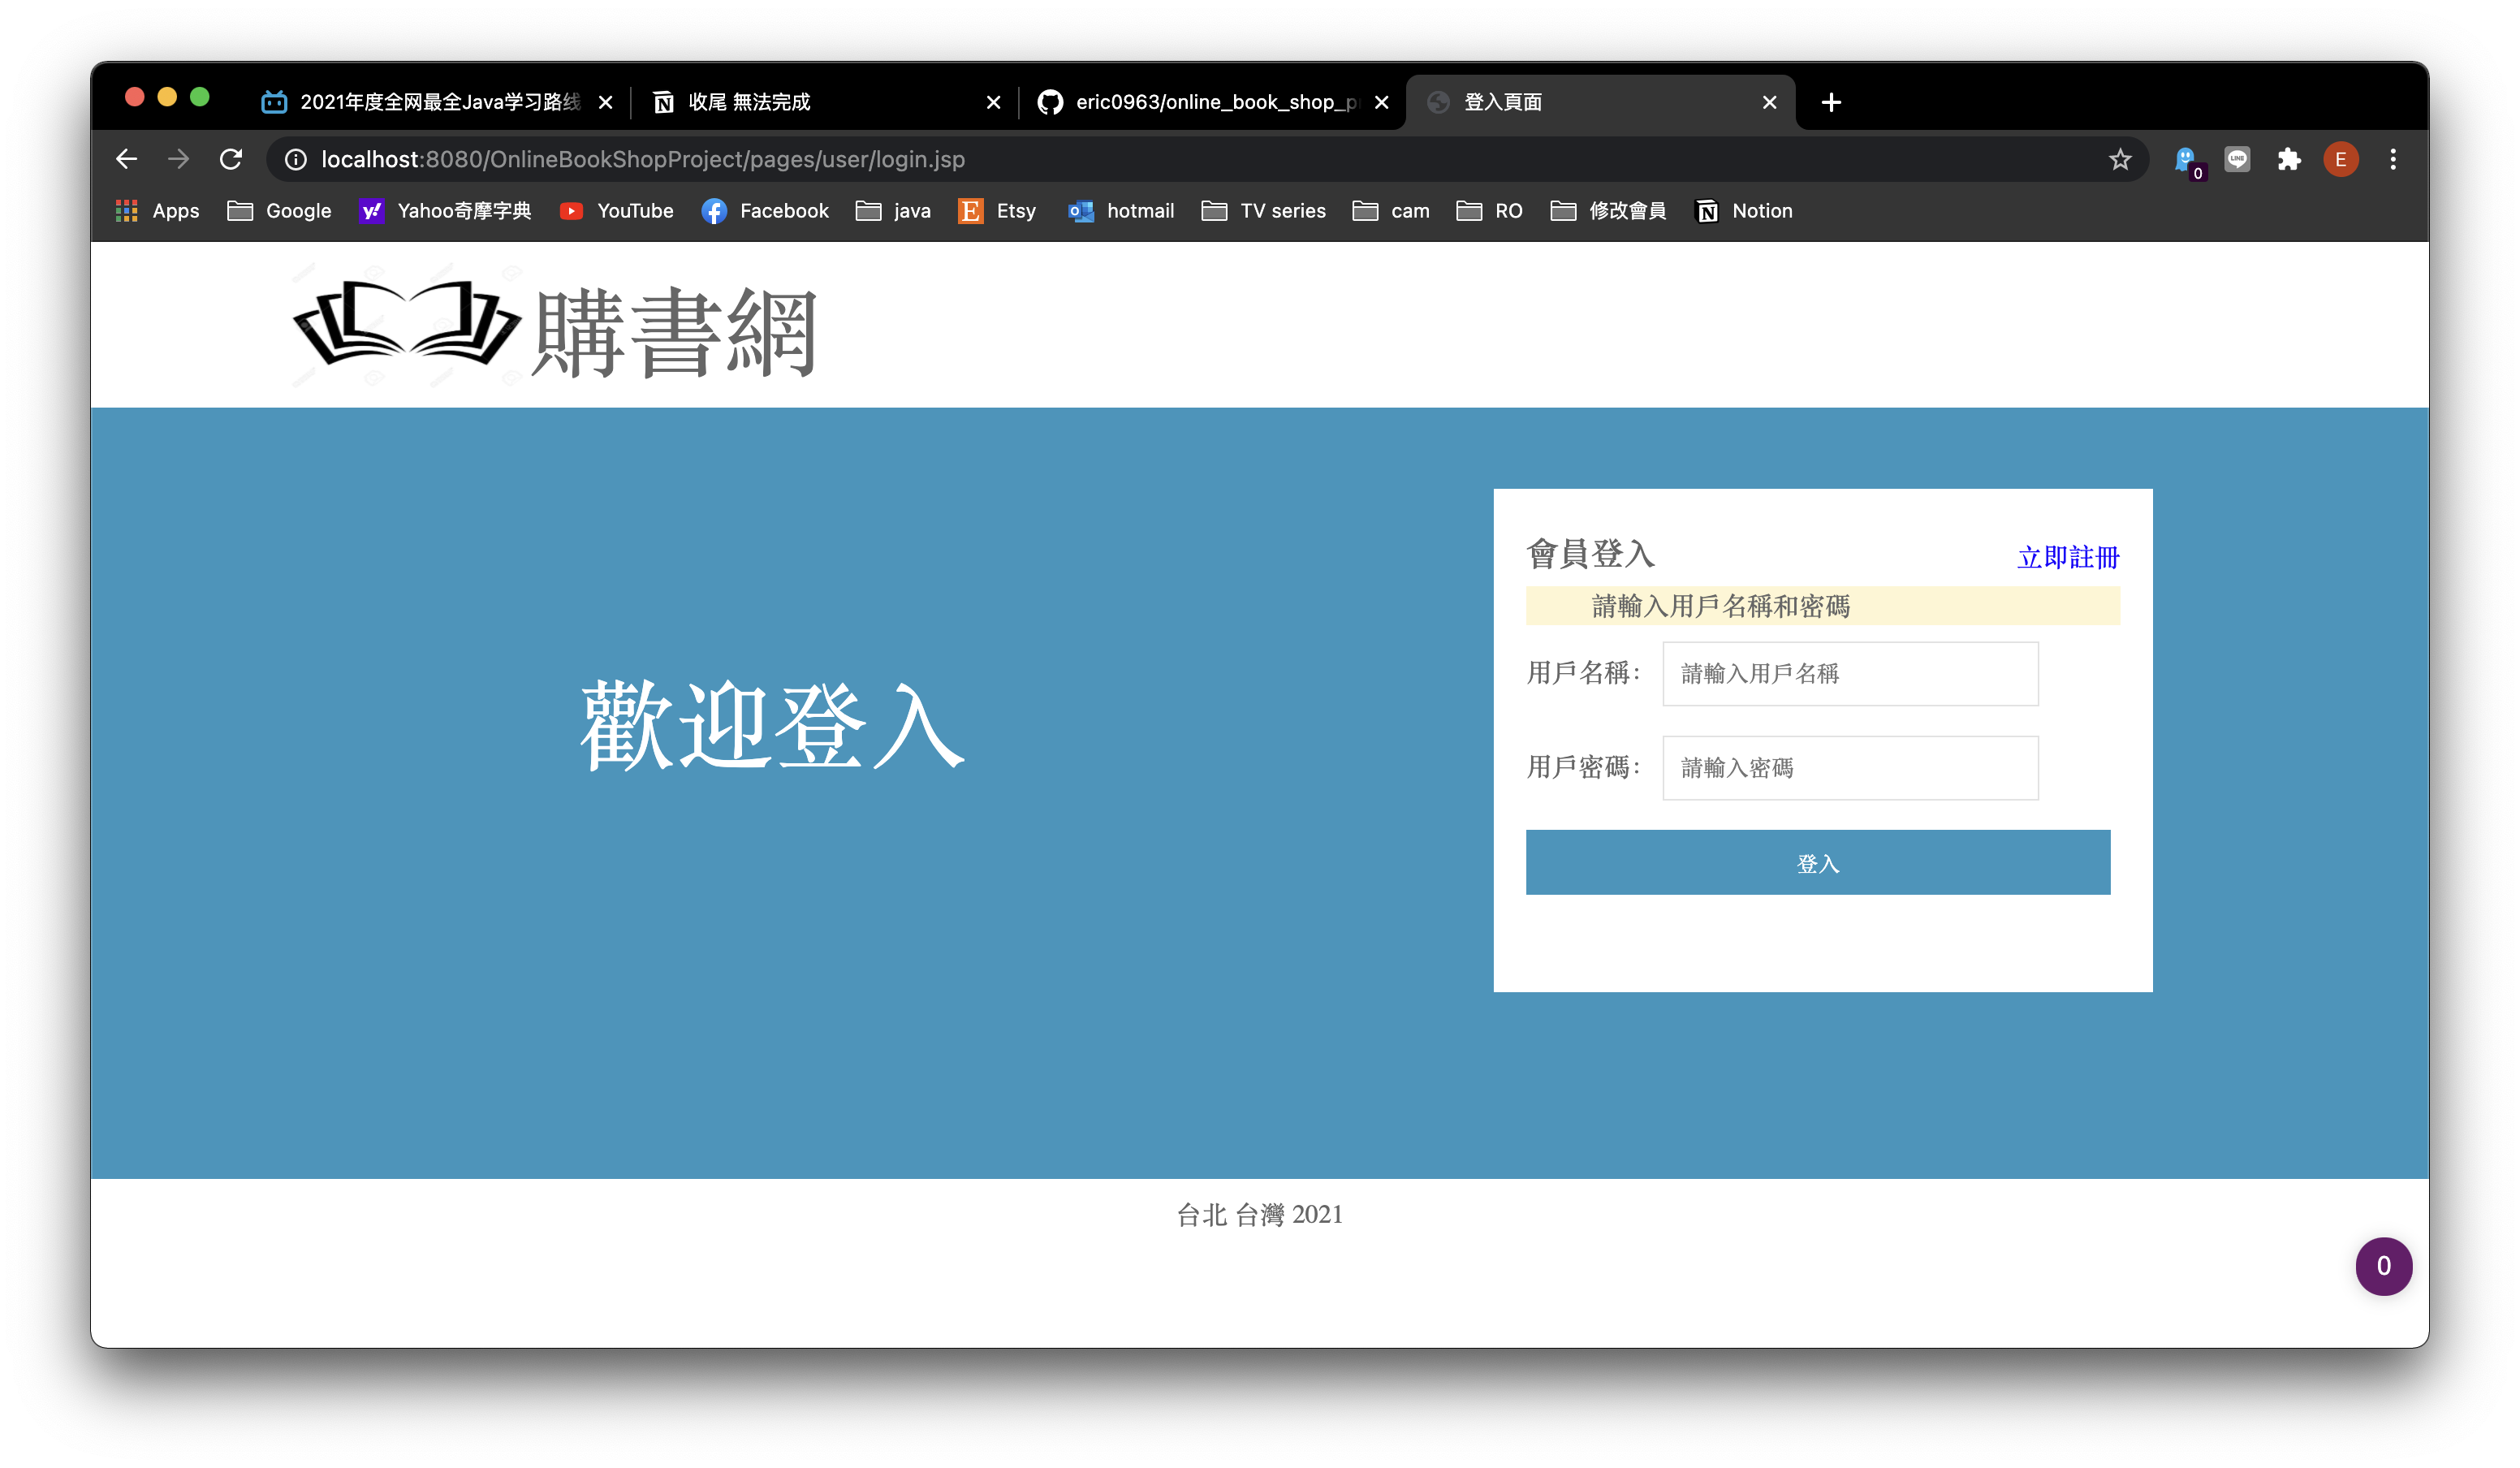 2021年度全网最全Java学习路线
收尾 無法完成
eric0963/online_book_shop_p
登入頁面
localhost:8080/OnlineBookShopProject/pages/user/login.jsp
0
LINE
E
Apps
Google
Yahoo奇摩字典
YouTube
Facebook
java
Etsy
hotmail
TV series
cam
RO
修改會員
Notion
購書網
會員登入
立即註冊
請輸入用戶名稱和密碼
用戶名稱：
請輸入用戶名稱
歡迎登入
用戶密碼：
請輸入密碼
登入
台北 台灣 2021
0